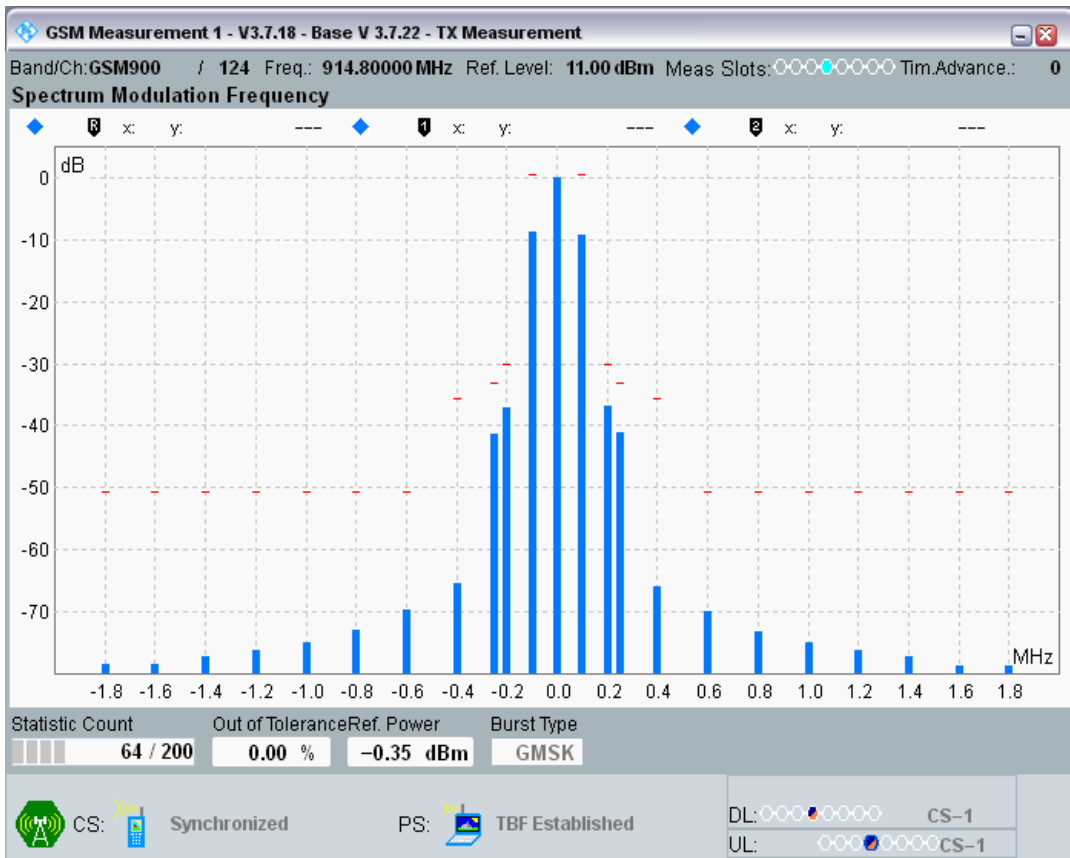 GSM Measurement 1 - V3.7.18 - Base V 3.7.22 - TX Measurement
Band/Ch:GSM900 / 124 Freq.: 914.80000 MHz Ref. Level: 11.00 dBm Meas Slots: Tim.Advance.: 0
Spectrum Modulation Frequency
R x: y: --- 1 x: y: --- 2 x: y: ---
dB
0
-10
-20
-30
-40
-50
-60
-70
MHz
-1.8 -1.6 -1.4 -1.2 -1.0 -0.8 -0.6 -0.4 -0.2 0.0 0.2 0.4 0.6 0.8 1.0 1.2 1.4 1.6 1.8
Statistic Count Out of Tolerance Ref. Power Burst Type
64 / 200 0.00 % −0.35 dBm GMSK
CS: Synchronized PS: TBF Established
DL: CS-1
UL: CS-1